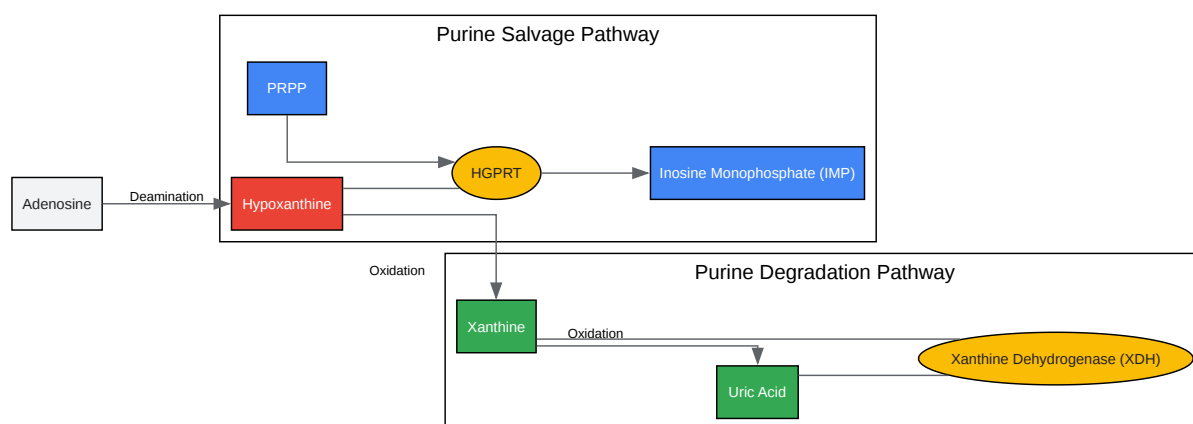 Purine Salvage Pathway
PRPP
HGPRT
Inosine Monophosphate (IMP)
Adenosine
Deamination
Hypoxanthine
Oxidation
Purine Degradation Pathway
Xanthine
Oxidation
Xanthine Dehydrogenase (XDH)
Uric Acid